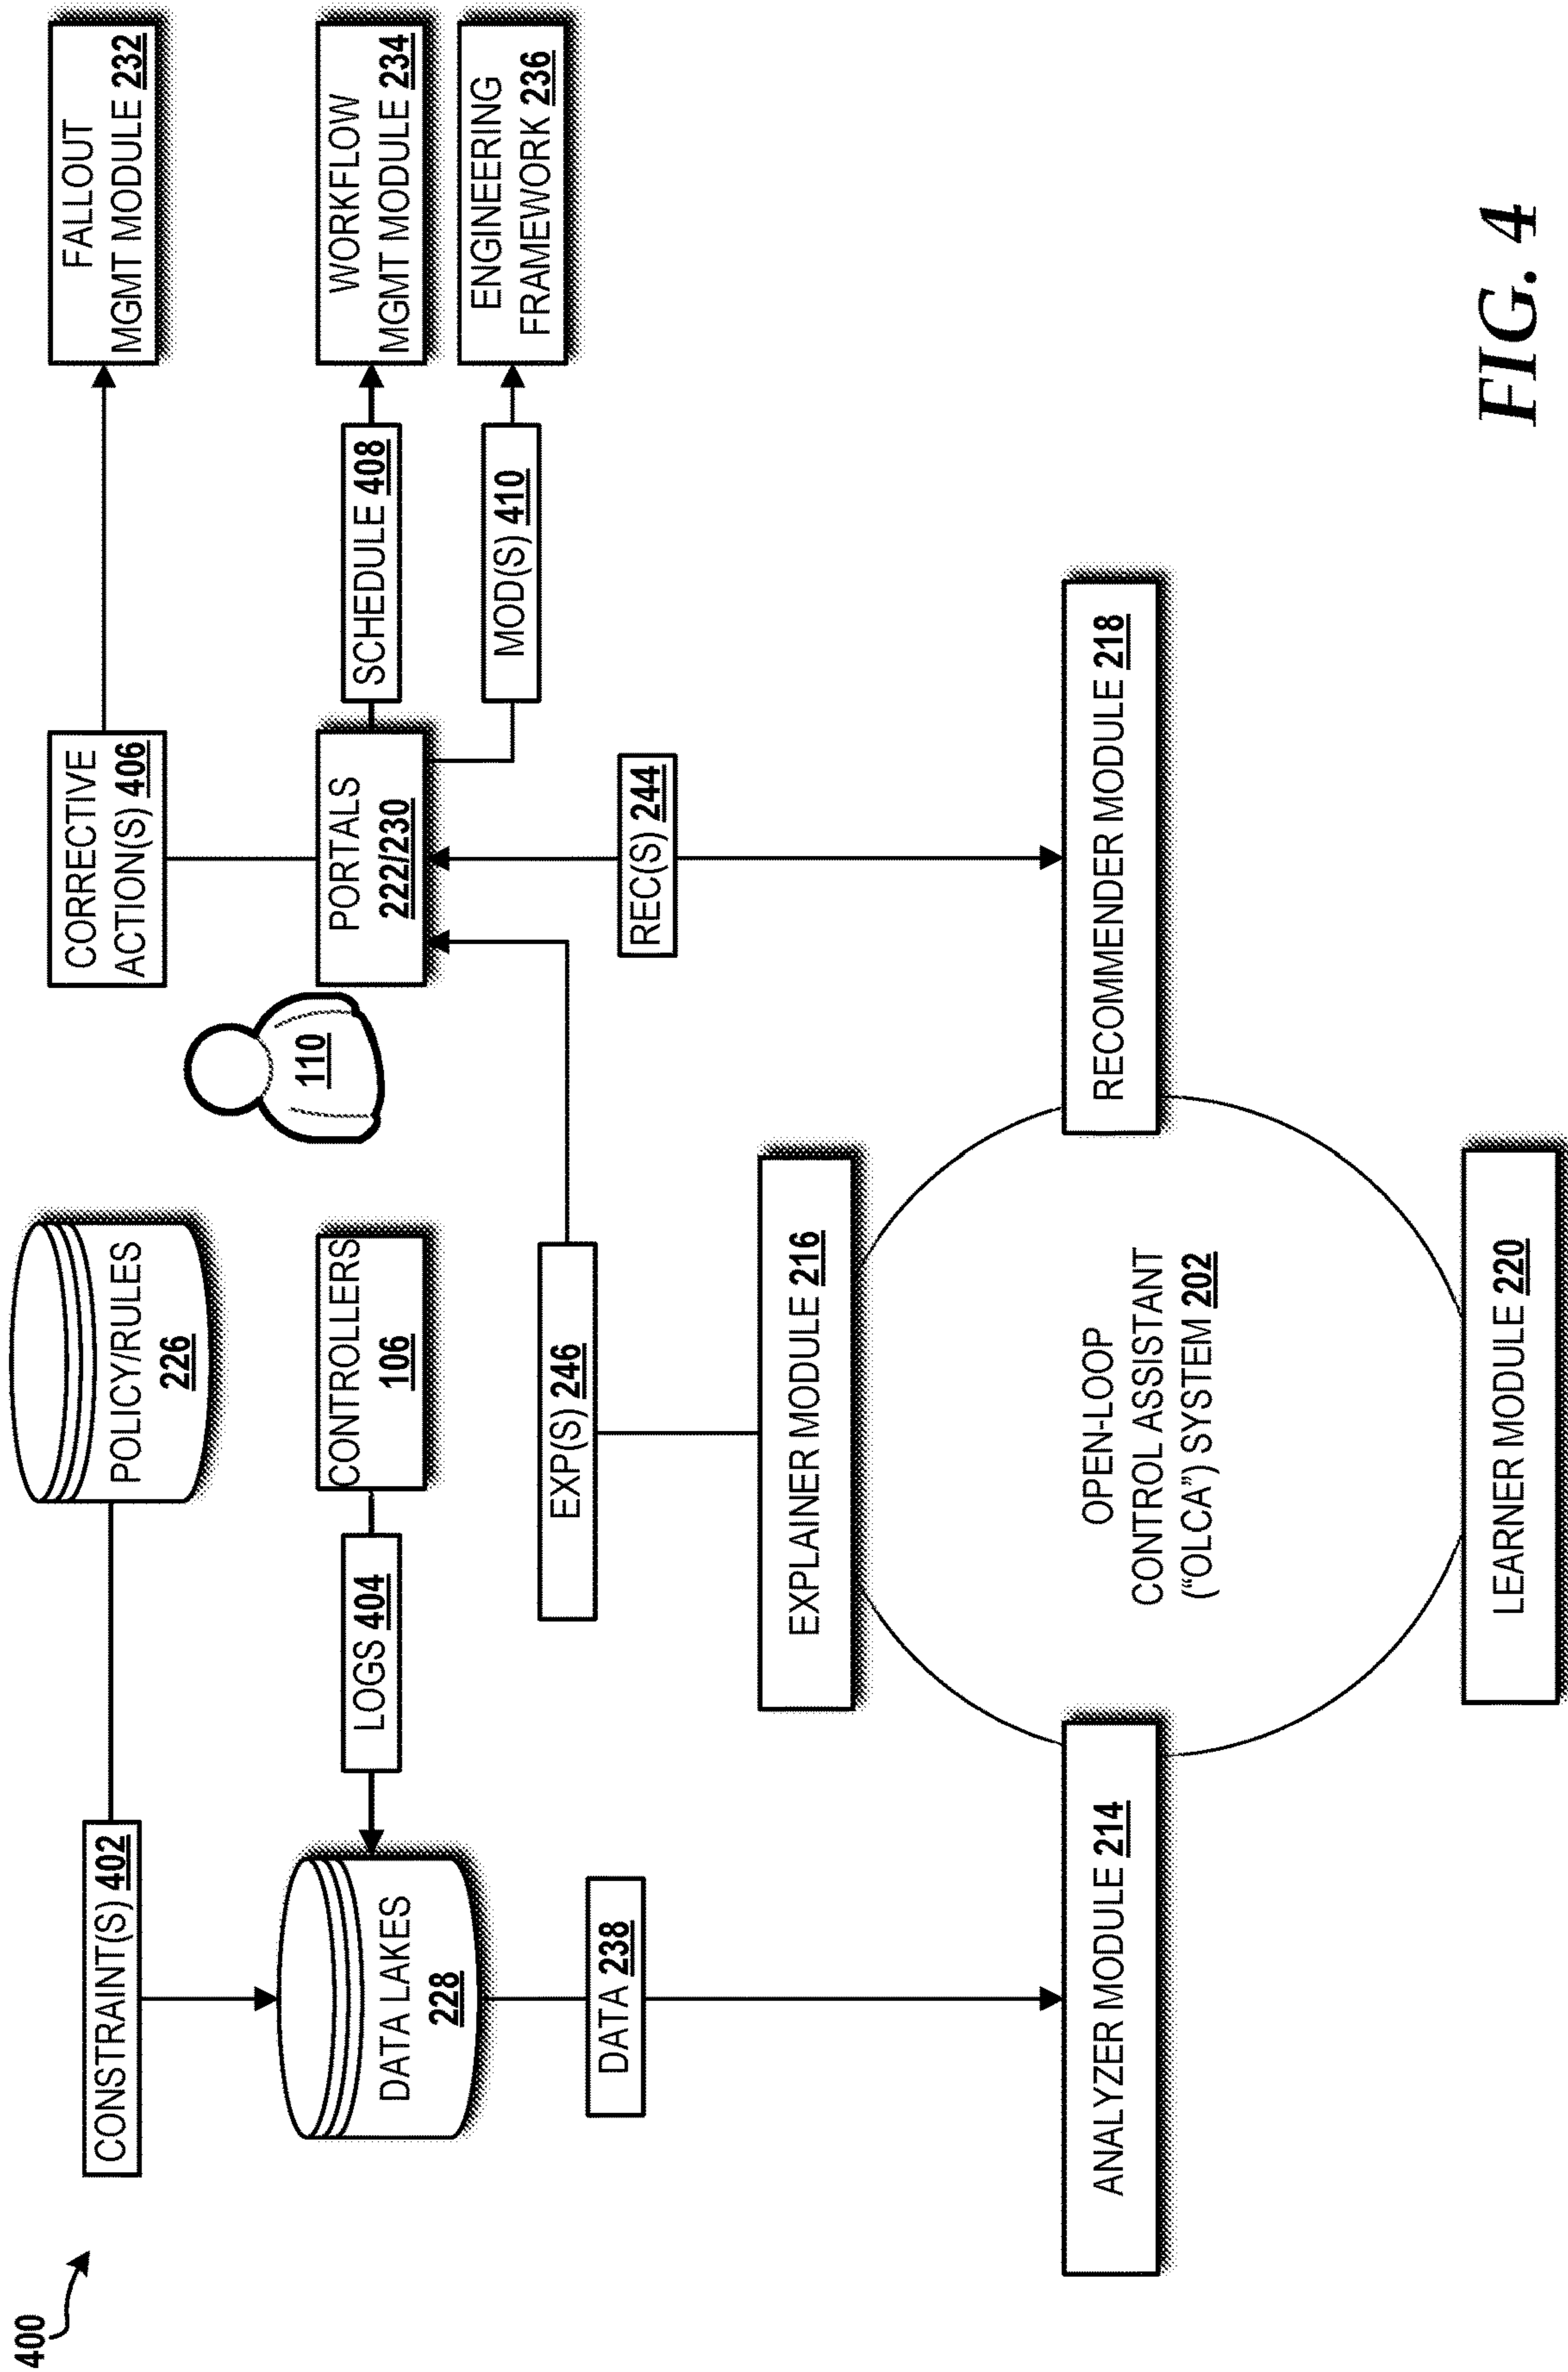 400
CONSTRAINT(S) 402
POLICY/RULES
226
CORRECTIVE
ACTION(S) 406
FALLOUT
MGMT MODULE 232
110
DATA LAKES
228
LOGS 404
CONTROLLERS
106
PORTALS
222/230
SCHEDULE 408
WORKFLOW
MGMT MODULE 234
MOD(S) 410
ENGINEERING
FRAMEWORK 236
DATA 238
EXP(S) 246
REC(S) 244
EXPLAINER MODULE 216
ANALYZER MODULE 214
OPEN-LOOP
CONTROL ASSISTANT
(“OLCA”) SYSTEM 202
RECOMMENDER MODULE 218
LEARNER MODULE 220
FIG. 4